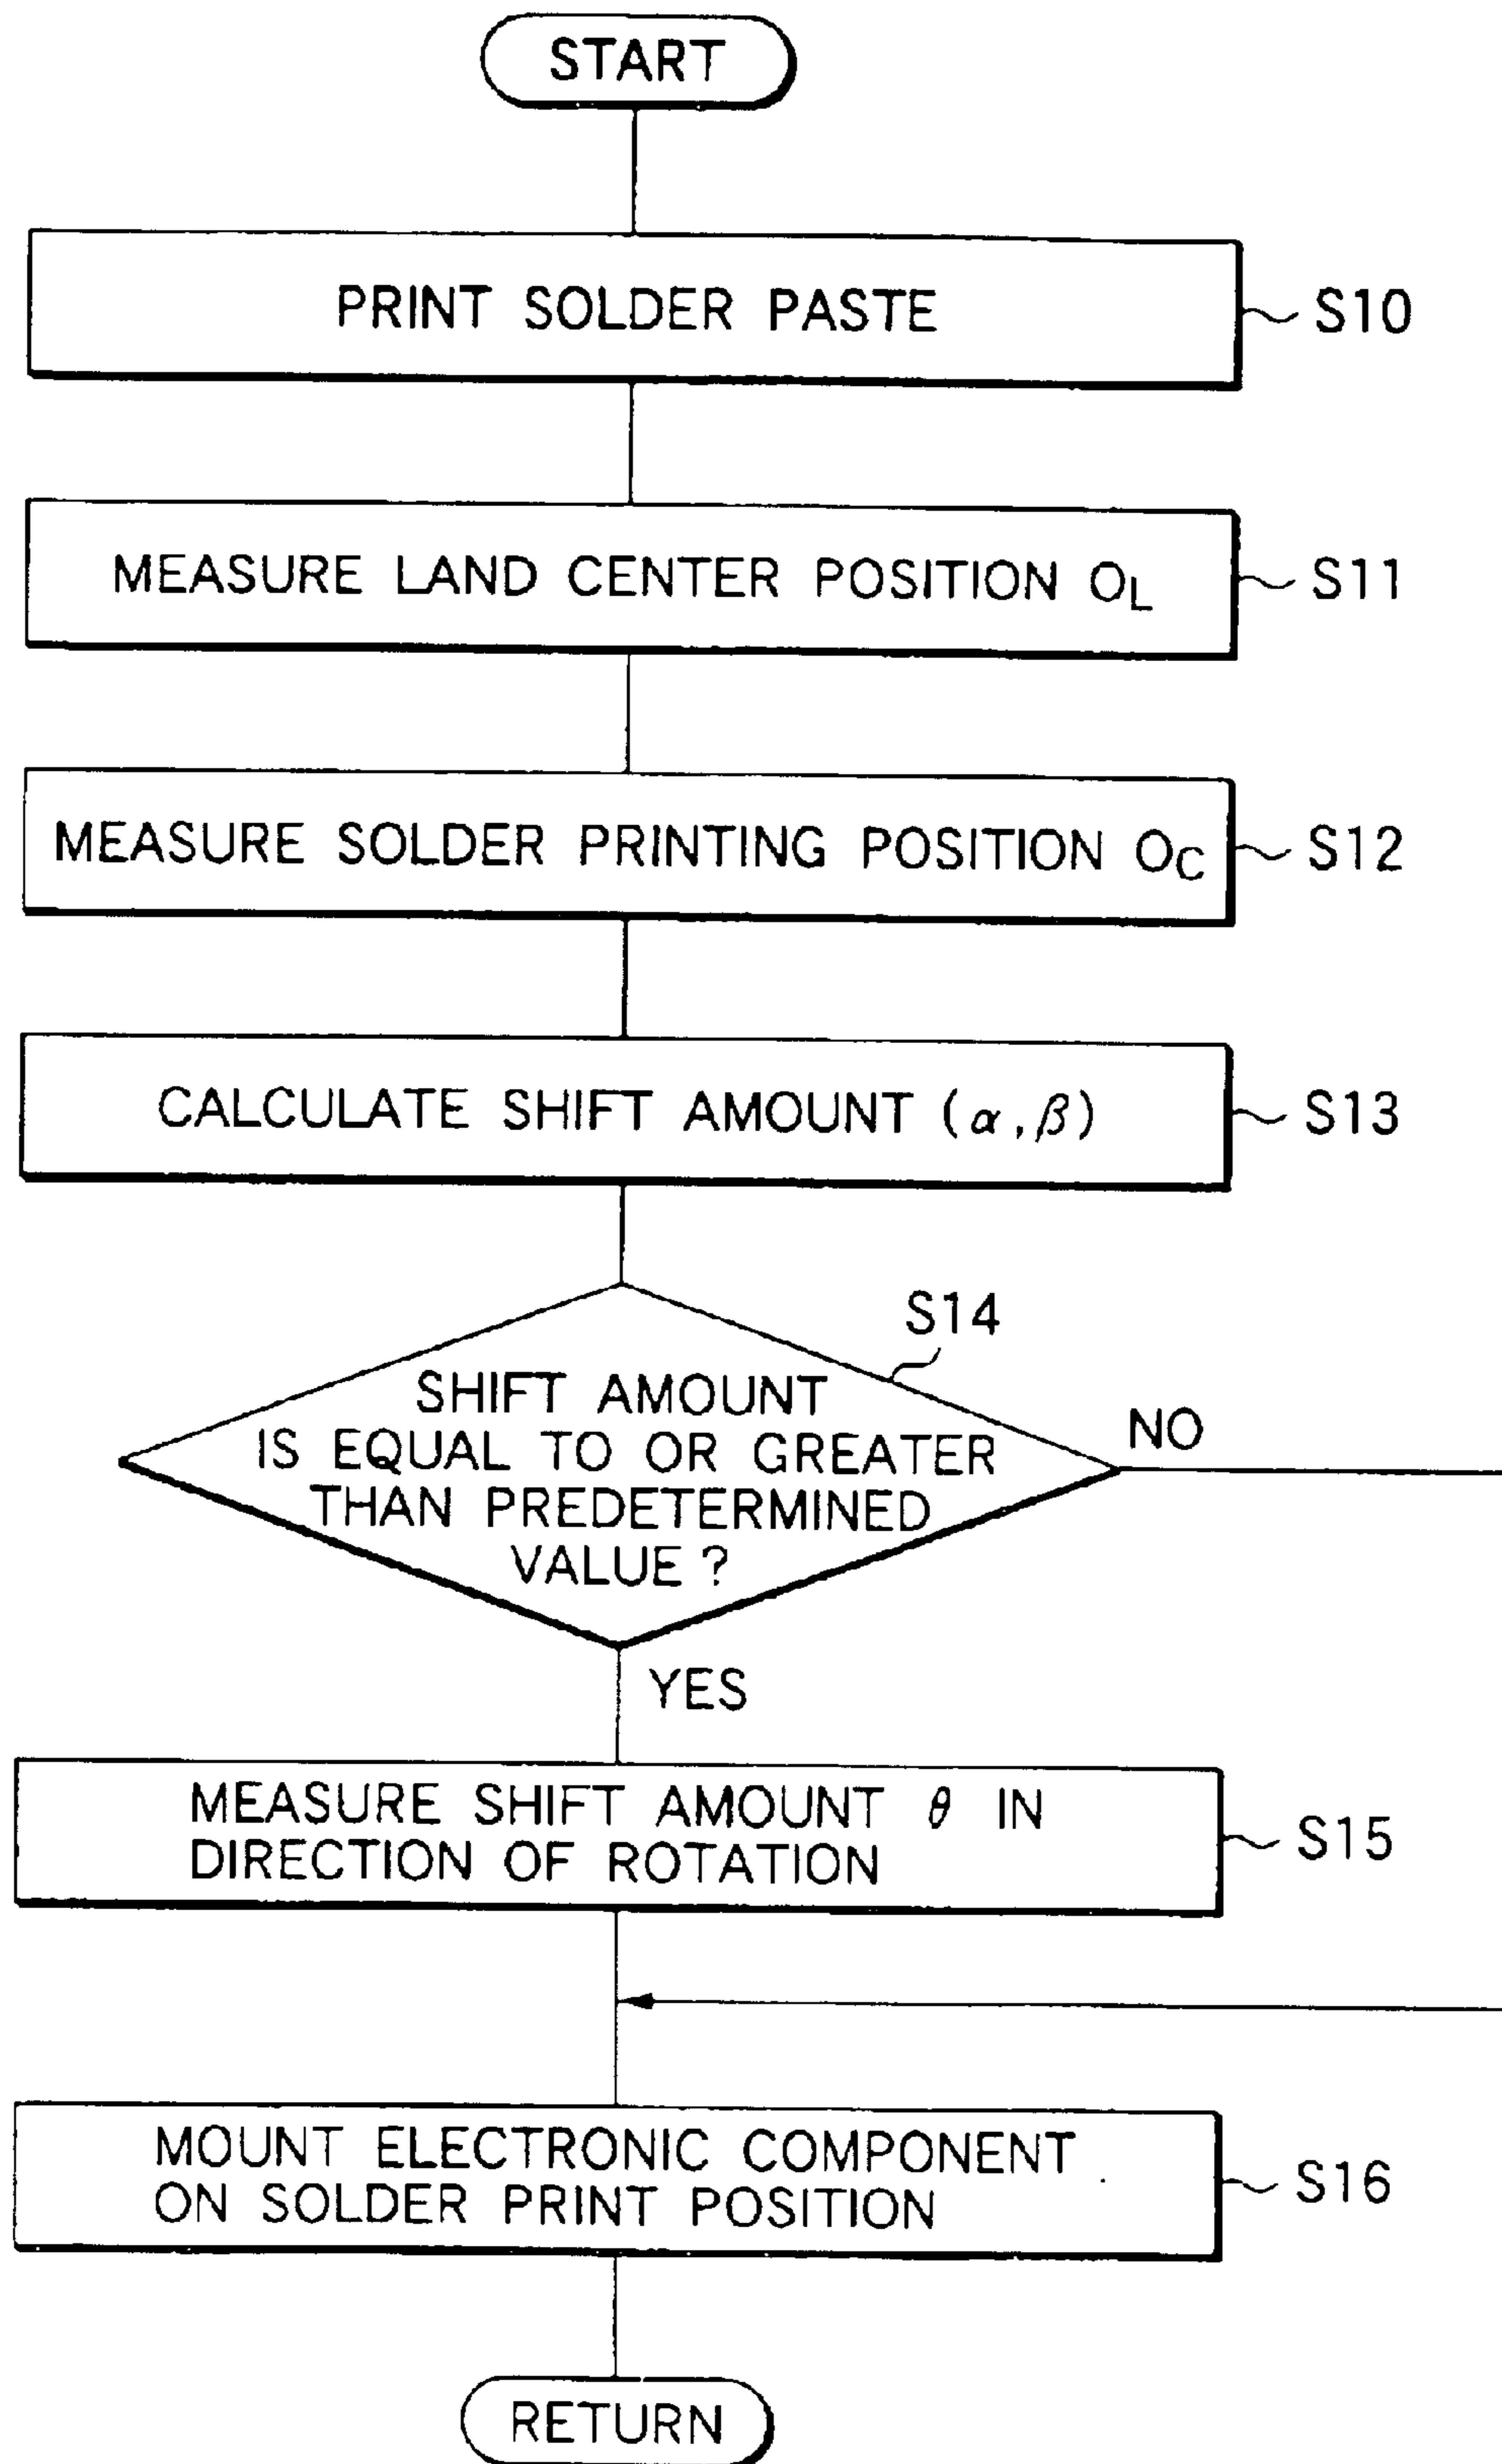 START
PRINT SOLDER PASTE
S10
MEASURE LAND CENTER POSITION OL
S11
MEASURE SOLDER PRINTING POSITION OC
S12
CALCULATE SHIFT AMOUNT (α, β)
S13
S14
SHIFT AMOUNT
IS EQUAL TO OR GREATER
THAN PREDETERMINED
VALUE ?
NO
YES
MEASURE SHIFT AMOUNT θ IN
DIRECTION OF ROTATION
S15
MOUNT ELECTRONIC COMPONENT
ON SOLDER PRINT POSITION
S16
RETURN